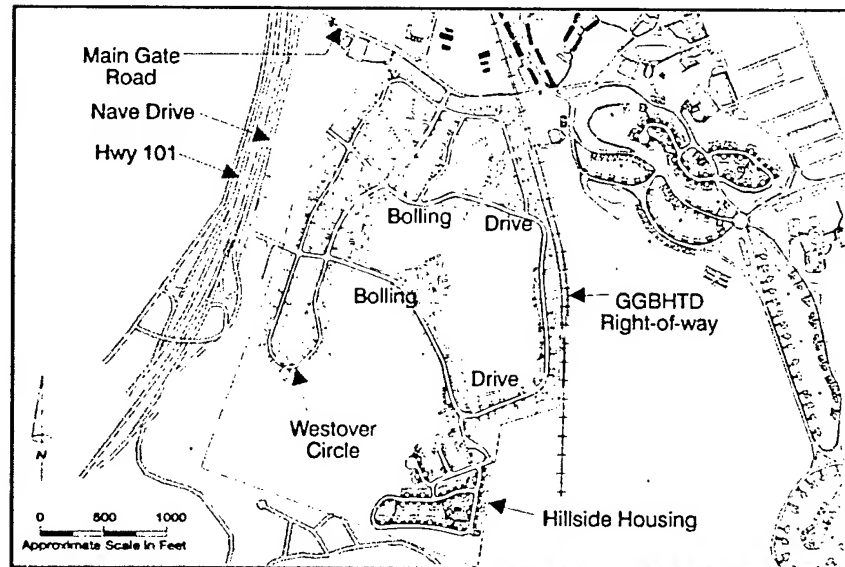 Main Gate
Road
Nave Drive
Hwy 101
Bolling
Drive
Bolling
GGBHTD
Right-of-way
Drive
Westover
Circle
Hillside Housing
N
0 500 1000
Approximate Scale In Feet